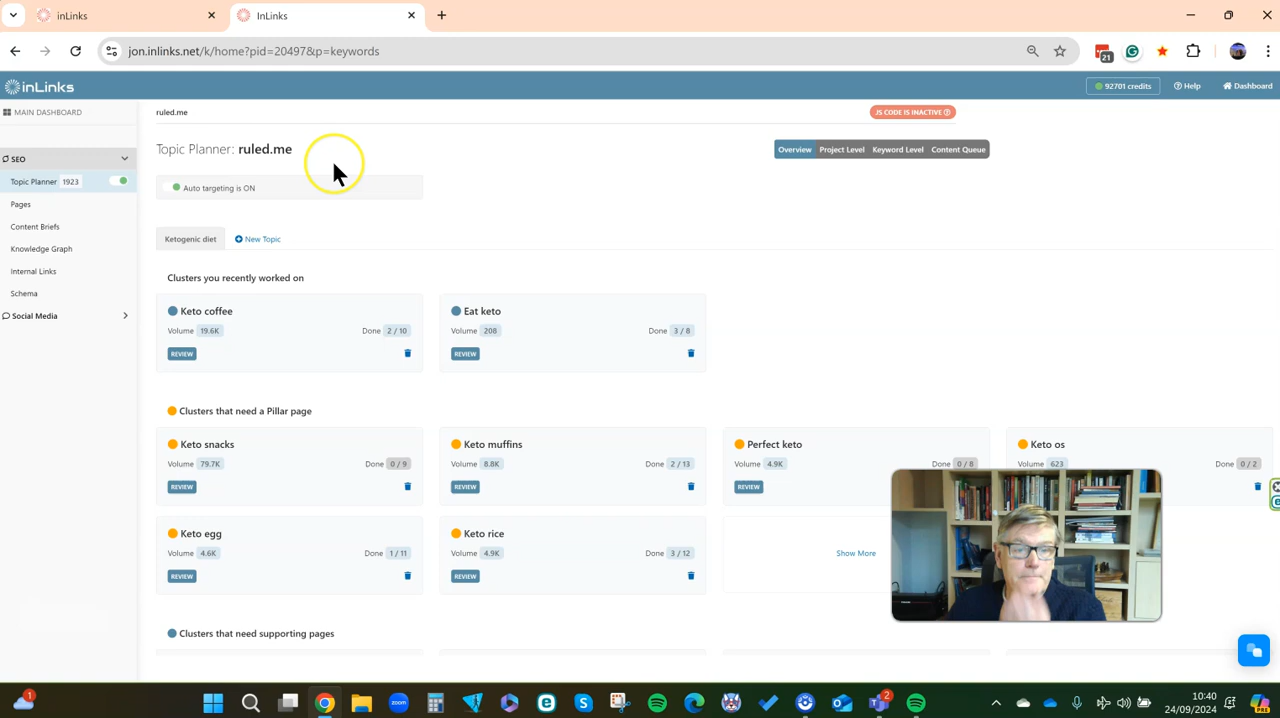 inLinks
InLinks
jon.inlinks.net/k/home?pid=20497&p=keywords
21
inLinks
92701 credits
Help
Dashboard
MAIN DASHBOARD
ruled.me
JS CODE IS INACTIVE
SEO
Topic Planner: ruled.me
Overview
Project Level
Keyword Level
Content Queue
Topic Planner 1923
Auto targeting is ON
Pages
Content Briefs
Knowledge Graph
Internal Links
Schema
Social Media
Ketogenic diet
New Topic
Clusters you recently worked on
Keto coffee
Volume 19.6K
Done 2 / 10
REVIEW
Eat keto
Volume 208
Done 3 / 8
REVIEW
Clusters that need a Pillar page
Keto snacks
Volume 79.7K
Done 0 / 9
REVIEW
Keto muffins
Volume 8.8K
Done 2 / 13
REVIEW
Perfect keto
Volume 4.9K
Done 0 / 8
REVIEW
Keto os
Volume 623
Done 0 / 2
Keto egg
Volume 4.6K
Done 1 / 11
REVIEW
Keto rice
Volume 4.9K
Done 3 / 12
REVIEW
Show More
Clusters that need supporting pages
1
zoom
2
10:40
24/09/2024
PRE